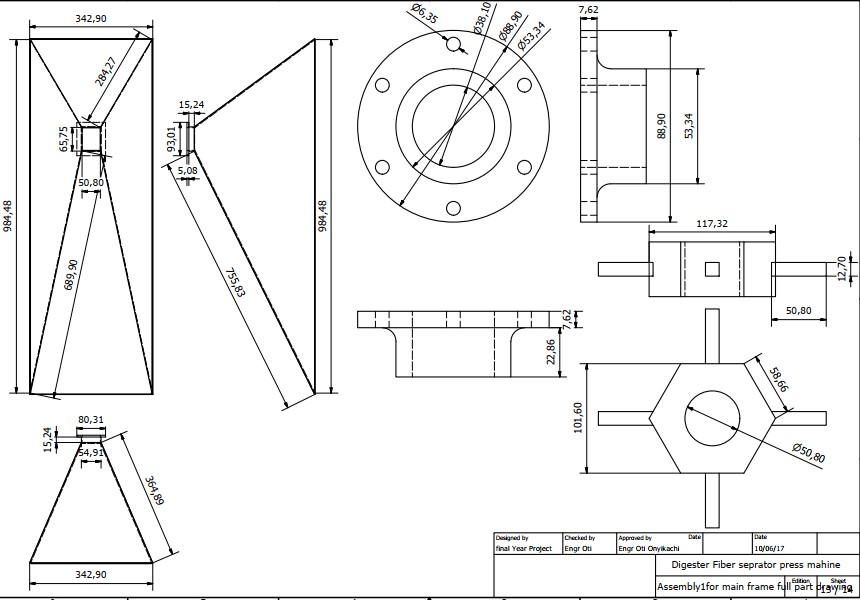 342,90
284,27
984,48
65,75
50,80
689,90
15,24
93,01
5,08
755,83
984,48
80,31
15,24
54,91
364,89
342,90
Ø6,35
Ø38,10
Ø88,90
Ø53,34
7,62
88,90
53,34
117,32
12,70
50,80
7,62
22,86
58,66
101,60
Ø50,80
Designed by Checked by Approved by Date Date
final Year Project Engr Oti Engr Oti Onyikachi 10/06/17
Digester Fiber seprator press mahine
Edition Sheet
Assembly1for main frame full part drawing 13 / 14